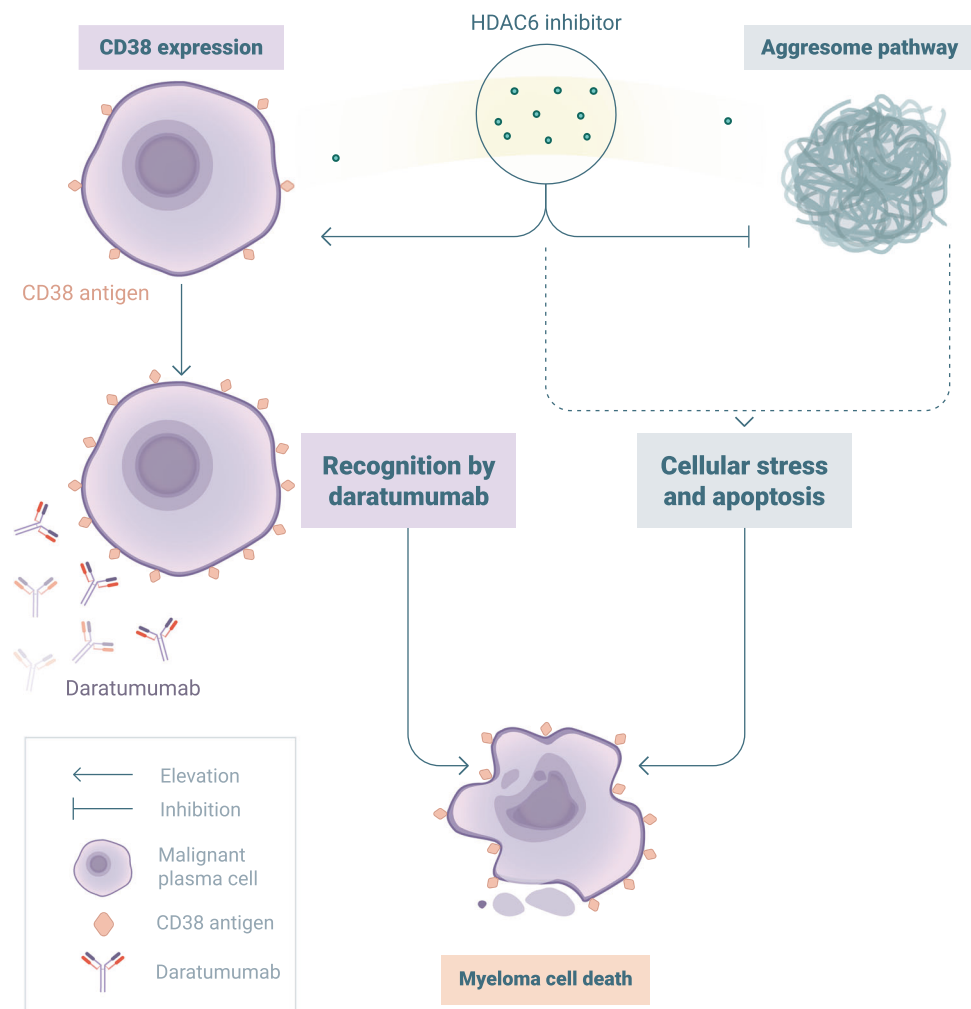 HDAC6 inhibitor
CD38 expression
Aggresome pathway
CD38 antigen
Recognition by
daratumumab
Cellular stress
and apoptosis
Daratumumab
Elevation
Inhibition
Malignant
plasma cell
CD38 antigen
Daratumumab
Myeloma cell death